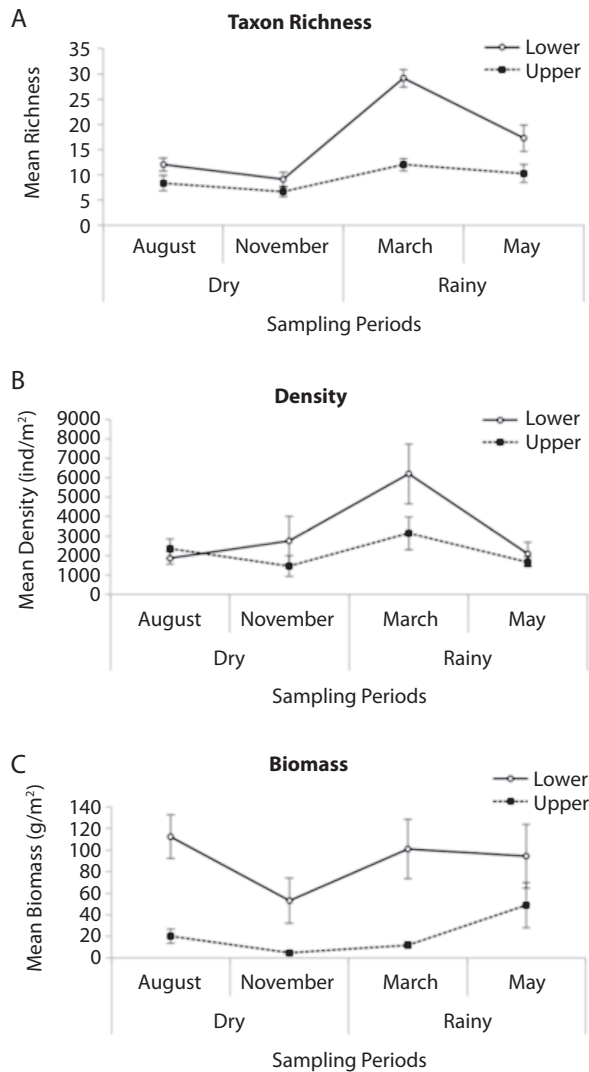 A
Taxon Richness
Lower
Upper
Mean Richness
35
30
25
20
15
10
5
0
August November March May
Dry Rainy
Sampling Periods
B
Density
Lower
Upper
Mean Density (ind/m²)
9000
8000
7000
6000
5000
4000
3000
2000
1000
0
August November March May
Dry Rainy
Sampling Periods
C
Biomass
Lower
Upper
Mean Biomass (g/m²)
140
120
100
80
60
40
20
0
August November March May
Dry Rainy
Sampling Periods